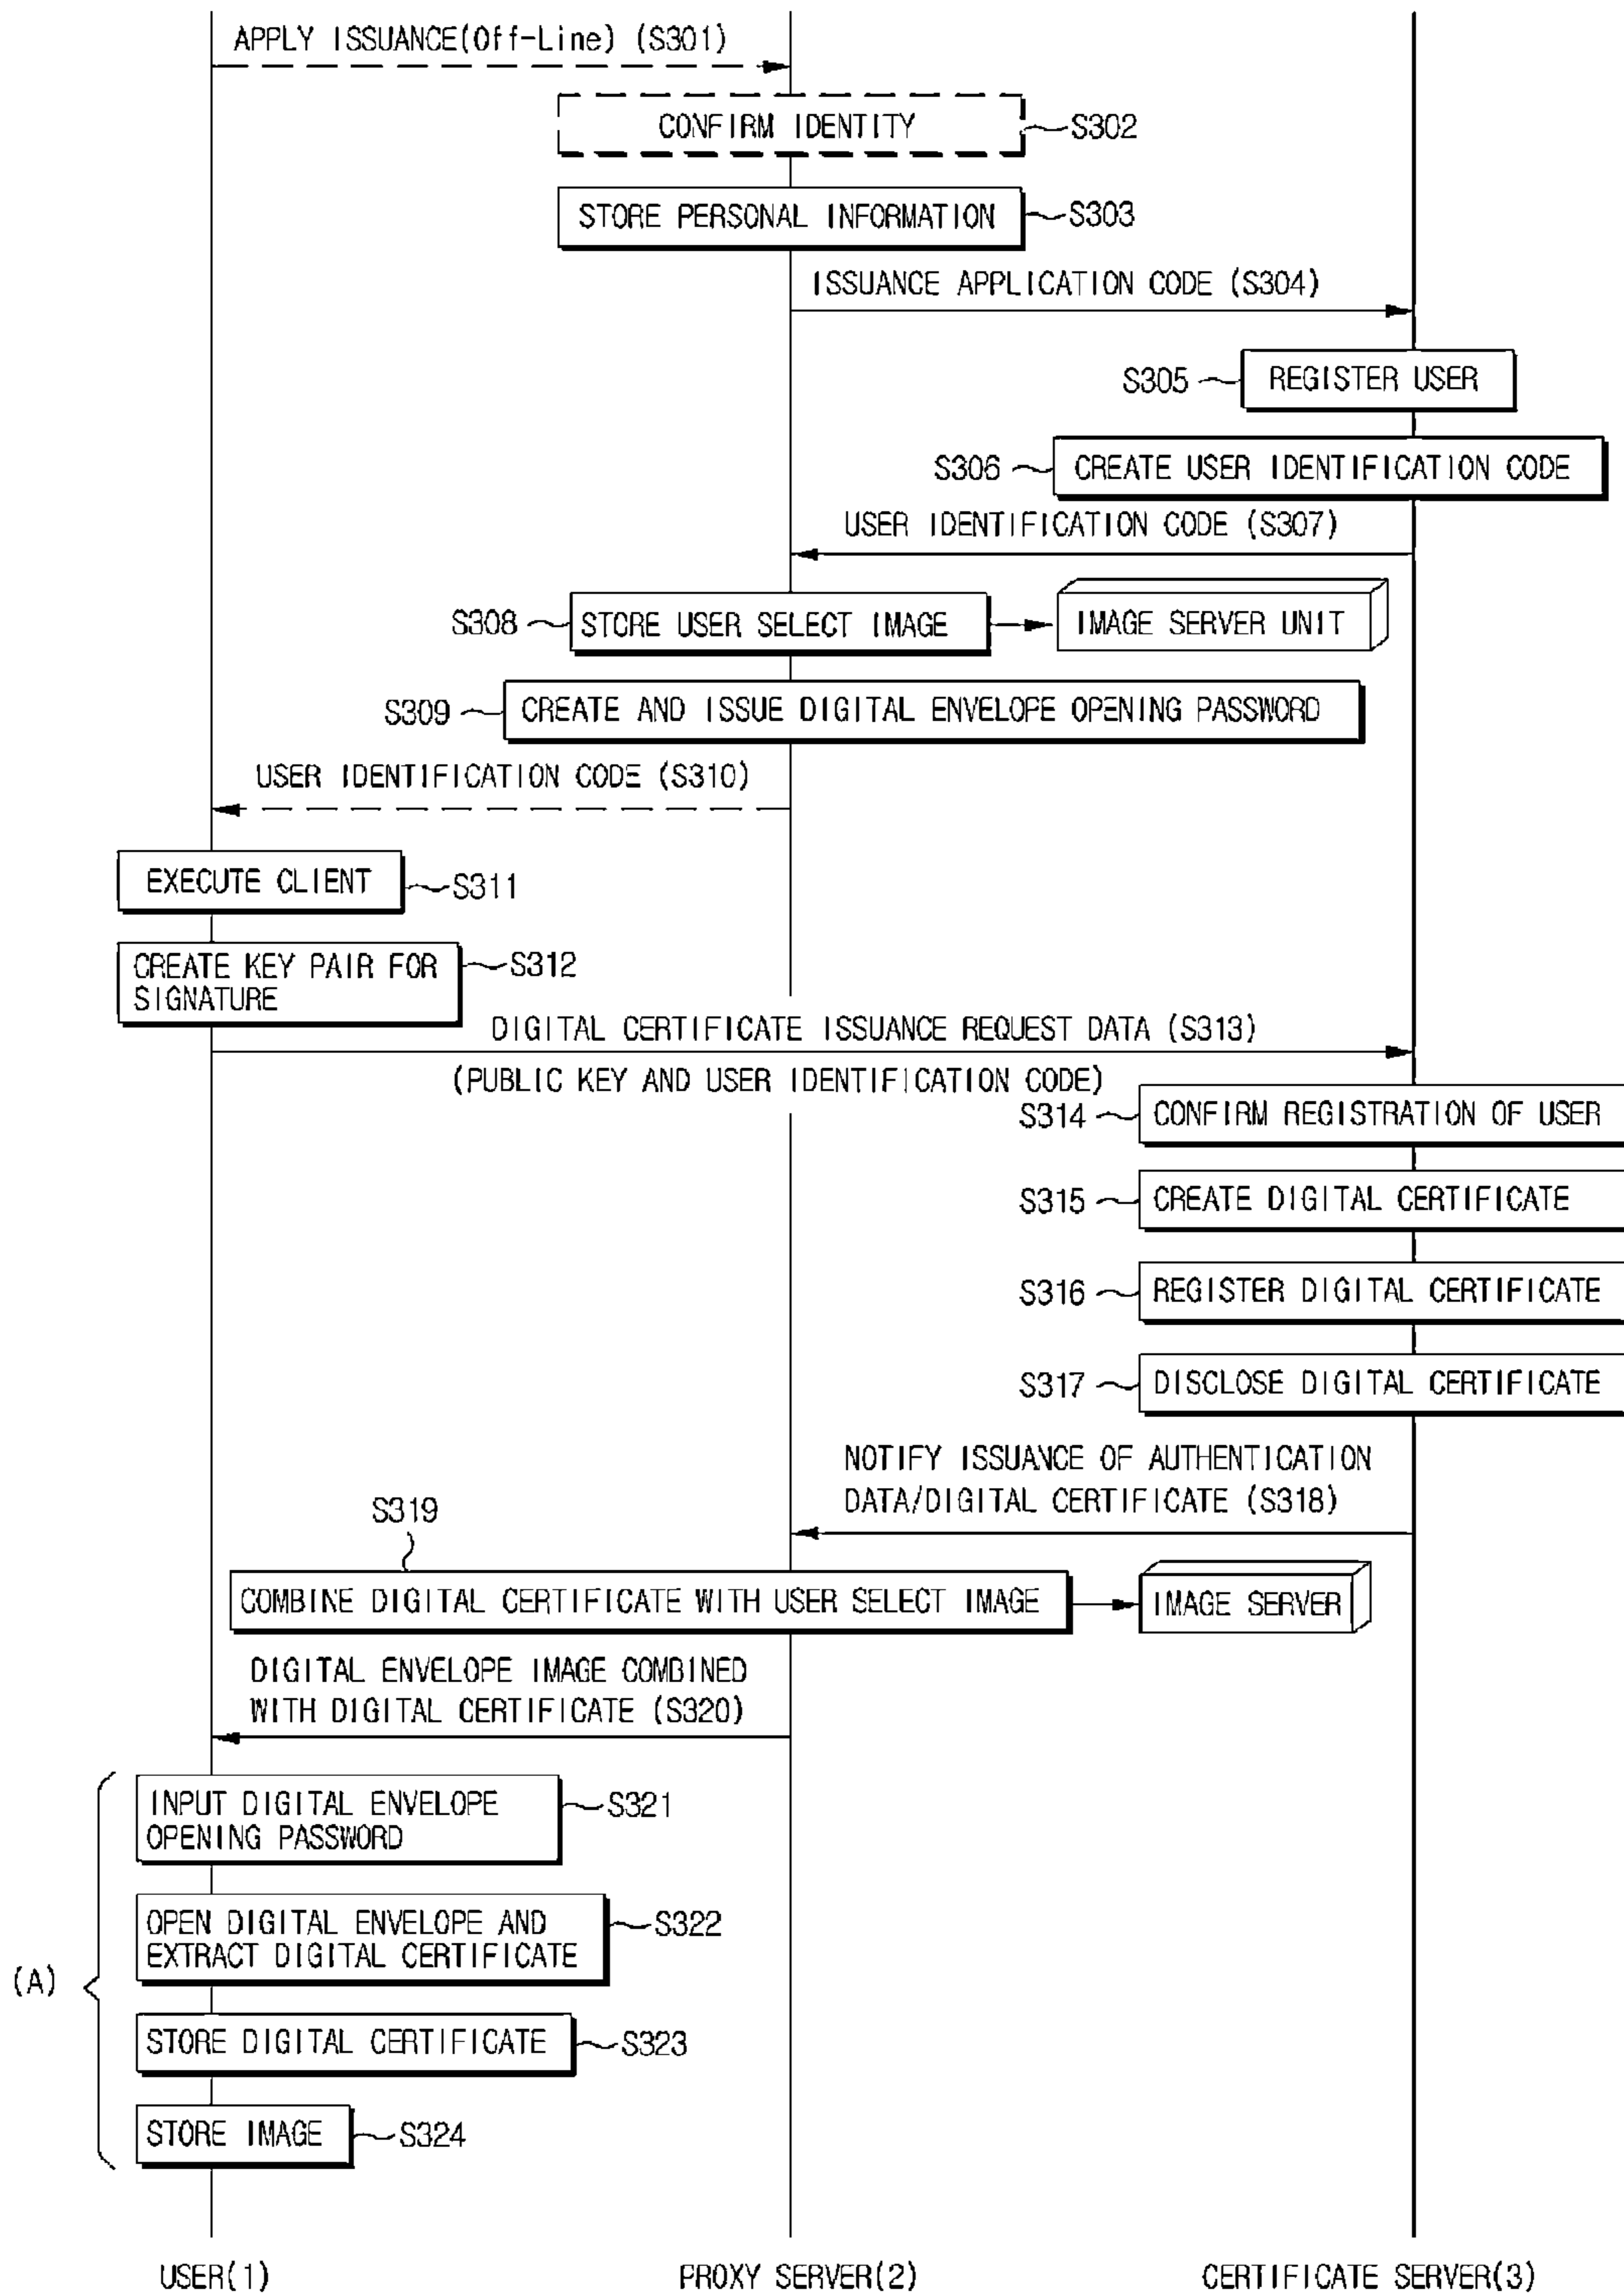 APPLY ISSUANCE(Off-Line) (S301)
CONFIRM IDENTITY
S302
STORE PERSONAL INFORMATION
S303
ISSUANCE APPLICATION CODE (S304)
S305
REGISTER USER
S306
CREATE USER IDENTIFICATION CODE
USER IDENTIFICATION CODE (S307)
S308
STORE USER SELECT IMAGE
IMAGE SERVER UNIT
S309
CREATE AND ISSUE DIGITAL ENVELOPE OPENING PASSWORD
USER IDENTIFICATION CODE (S310)
EXECUTE CLIENT
S311
CREATE KEY PAIR FOR
SIGNATURE
S312
DIGITAL CERTIFICATE ISSUANCE REQUEST DATA (S313)
(PUBLIC KEY AND USER IDENTIFICATION CODE)
S314
CONFIRM REGISTRATION OF USER
S315
CREATE DIGITAL CERTIFICATE
S316
REGISTER DIGITAL CERTIFICATE
S317
DISCLOSE DIGITAL CERTIFICATE
NOTIFY ISSUANCE OF AUTHENTICATION
DATA/DIGITAL CERTIFICATE (S318)
S319
COMBINE DIGITAL CERTIFICATE WITH USER SELECT IMAGE
IMAGE SERVER
DIGITAL ENVELOPE IMAGE COMBINED
WITH DIGITAL CERTIFICATE (S320)
INPUT DIGITAL ENVELOPE
OPENING PASSWORD
S321
OPEN DIGITAL ENVELOPE AND
EXTRACT DIGITAL CERTIFICATE
S322
(A)
STORE DIGITAL CERTIFICATE
S323
STORE IMAGE
S324
USER(1)
PROXY SERVER(2)
CERTIFICATE SERVER(3)